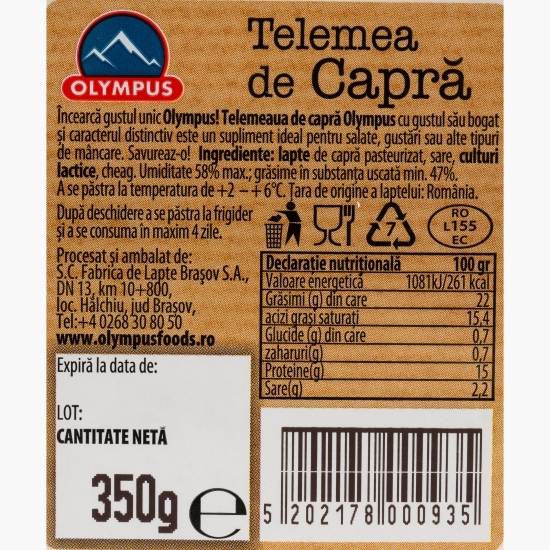 OLYMPUS
Telemea
de Capră
Încearcă gustul unic Olympus! Telemeaua de capră Olympus cu gustul său bogat
și caracterul distinctiv este un supliment ideal pentru salate, gustări sau alte tipuri
de mâncare. Savureaz-o! Ingrediente: lapte de capră pasteurizat, sare, culturi
lactice, cheag. Umiditate 58% max.; grăsime în substanța uscată min. 47%.
A se păstra la temperatura de +2 – + 6°C. Țara de origine a laptelui: România.
După deschidere a se păstra la frigider
și a se consuma în maxim 4 zile.
7
RO
L155
EC
Procesat și ambalat de:
S.C. Fabrica de Lapte Brașov S.A.,
DN 13, km 10+800,
loc. Hălchiu, jud Brasov,
Tel:+4 0268 30 80 50
www.olympusfoods.ro
Declarație nutrițională 100 gr
Valoare energetică 1081kJ/261 kcal
Grăsimi (g) din care 22
acizi grași saturati 15,4
Glucide (g) din care 0,7
zaharuri(g) 0,7
Proteine(g) 15
Sare(g) 2,2
Expiră la data de:
LOT:
CANTITATE NETĂ
350g e
5 202178 000935